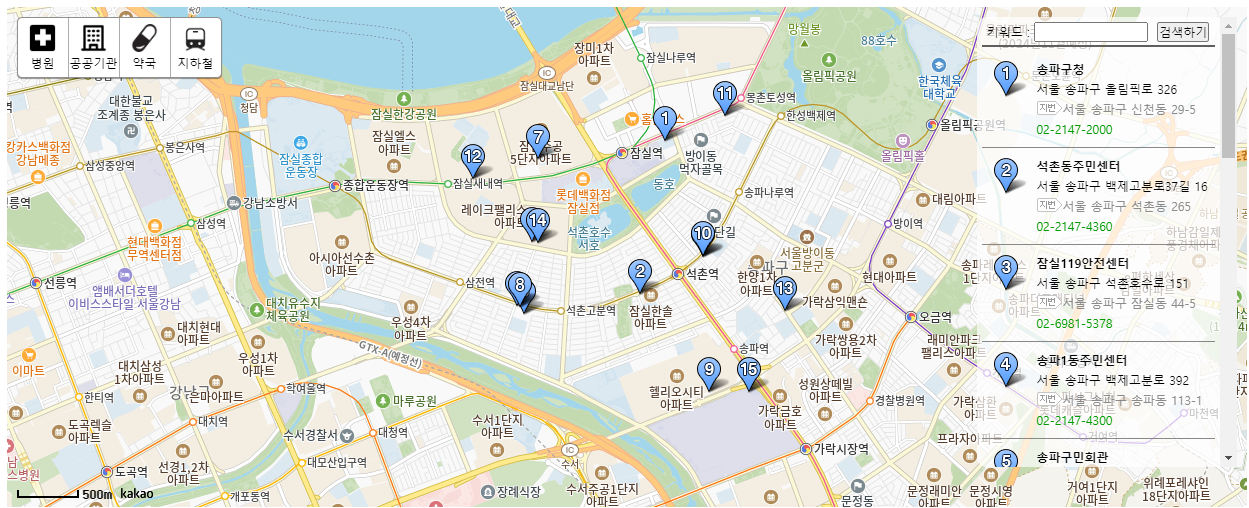 병원
공공기관
약국
지하철
키워드
검색하기
1
송파구청
서울 송파구 올림픽로 326
지번 서울 송파구 신천동 29-5
02-2147-2000
2
석촌동주민센터
서울 송파구 백제고분로37길 16
지번 서울 송파구 석촌동 265
02-2147-4360
3
잠실119안전센터
서울 송파구 석촌호수로 151
지번 서울 송파구 잠실동 44-5
02-6981-5378
4
송파1동주민센터
서울 송파구 백제고분로 392
지번 서울 송파구 송파동 113-1
02-2147-4300
5
송파구민회관
망월봉
88호수
장미1차
아파트
잠실나루역
올림픽공원
한국체육
대학교
IC
잠실대교남단
IC
청담
잠실한강공원
11
몽촌토성역
대한불교
조계종 봉은사
1
한성백제역
올림픽공원역
잠실엘스
아파트
7
5단지아파트
잠실역
방이동
먹자골목
올림픽홀
캉카스백화점
강남메종
봉은사역
삼성중앙역
잠실종합
운동장
12
종합운동장역
잠실새내역
롯데백화점
잠실점
동호
송파나루역
대림아파트
강남소방서
삼성역
레이크팰리스
아파트
14
석촌호수
서호
10
방이역
현대백화점
무역센터점
아시아선수촌
아파트
서울방이동
고분군
선릉역
앰배서더호텔
이비스스타일 서울강남
삼전역
8
2
석촌역
한양1차
아파트
13
현대아파트
가락삼익맨숀
대치유수지
체육공원
석촌고분역
잠실한솔
아파트
오금역
대치현대
아파트
우성4차
아파트
가락쌍용2차
아파트
래미안파크
팰리스아파트
우성1차
아파트
GTX-A(예정선)
송파역
이마트
대치삼성
1차아파트
강남구
은마아파트
학여울역
9
15
헬리오시티
아파트
성원상떼빌
아파트
한티역
마루공원
가락금호
아파트
경찰병원역
도곡렉슬
아파트
대치역
수서경찰서
대청역
수서1단지
아파트
거여역
마천역
도곡역
선경1,2차
아파트
대모산입구역
IC
수서
가락시장역
개포동역
장례식장
수서주공1단지
아파트
문정동
문정래미안
아파트
문정시영
아파트
거여1단지
아파트
위례포레샤인
18단지아파트
500m
kakao